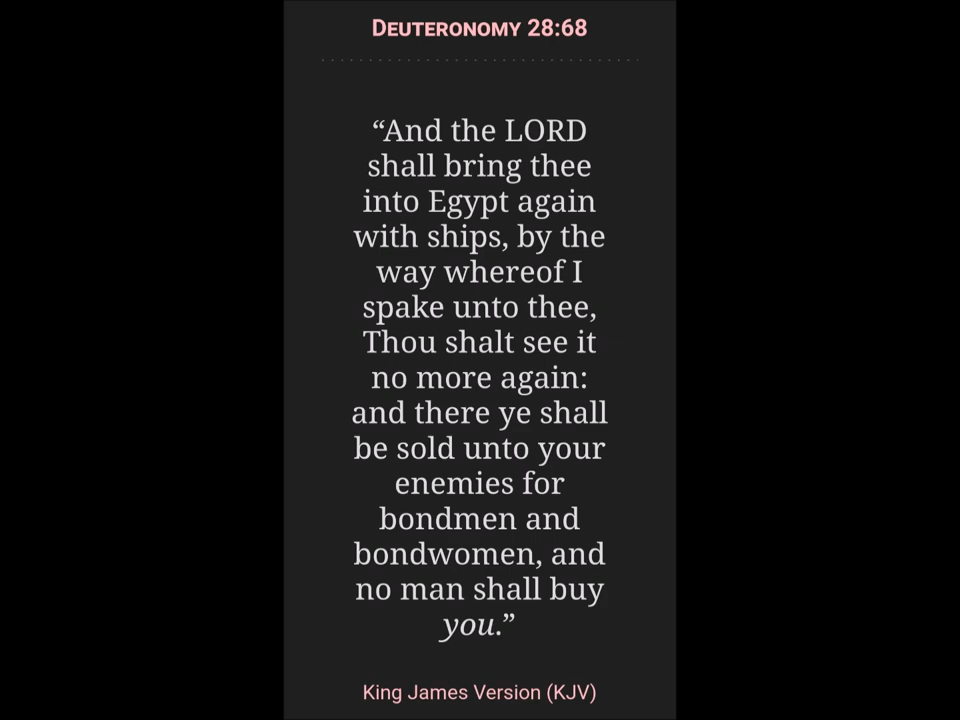 DEUTERONOMY 28:68
“And the LORD
shall bring thee
into Egypt again
with ships, by the
way whereof I
spake unto thee,
Thou shalt see it
no more again:
and there ye shall
be sold unto your
enemies for
bondmen and
bondwomen, and
no man shall buy
you.”
King James Version (KJV)